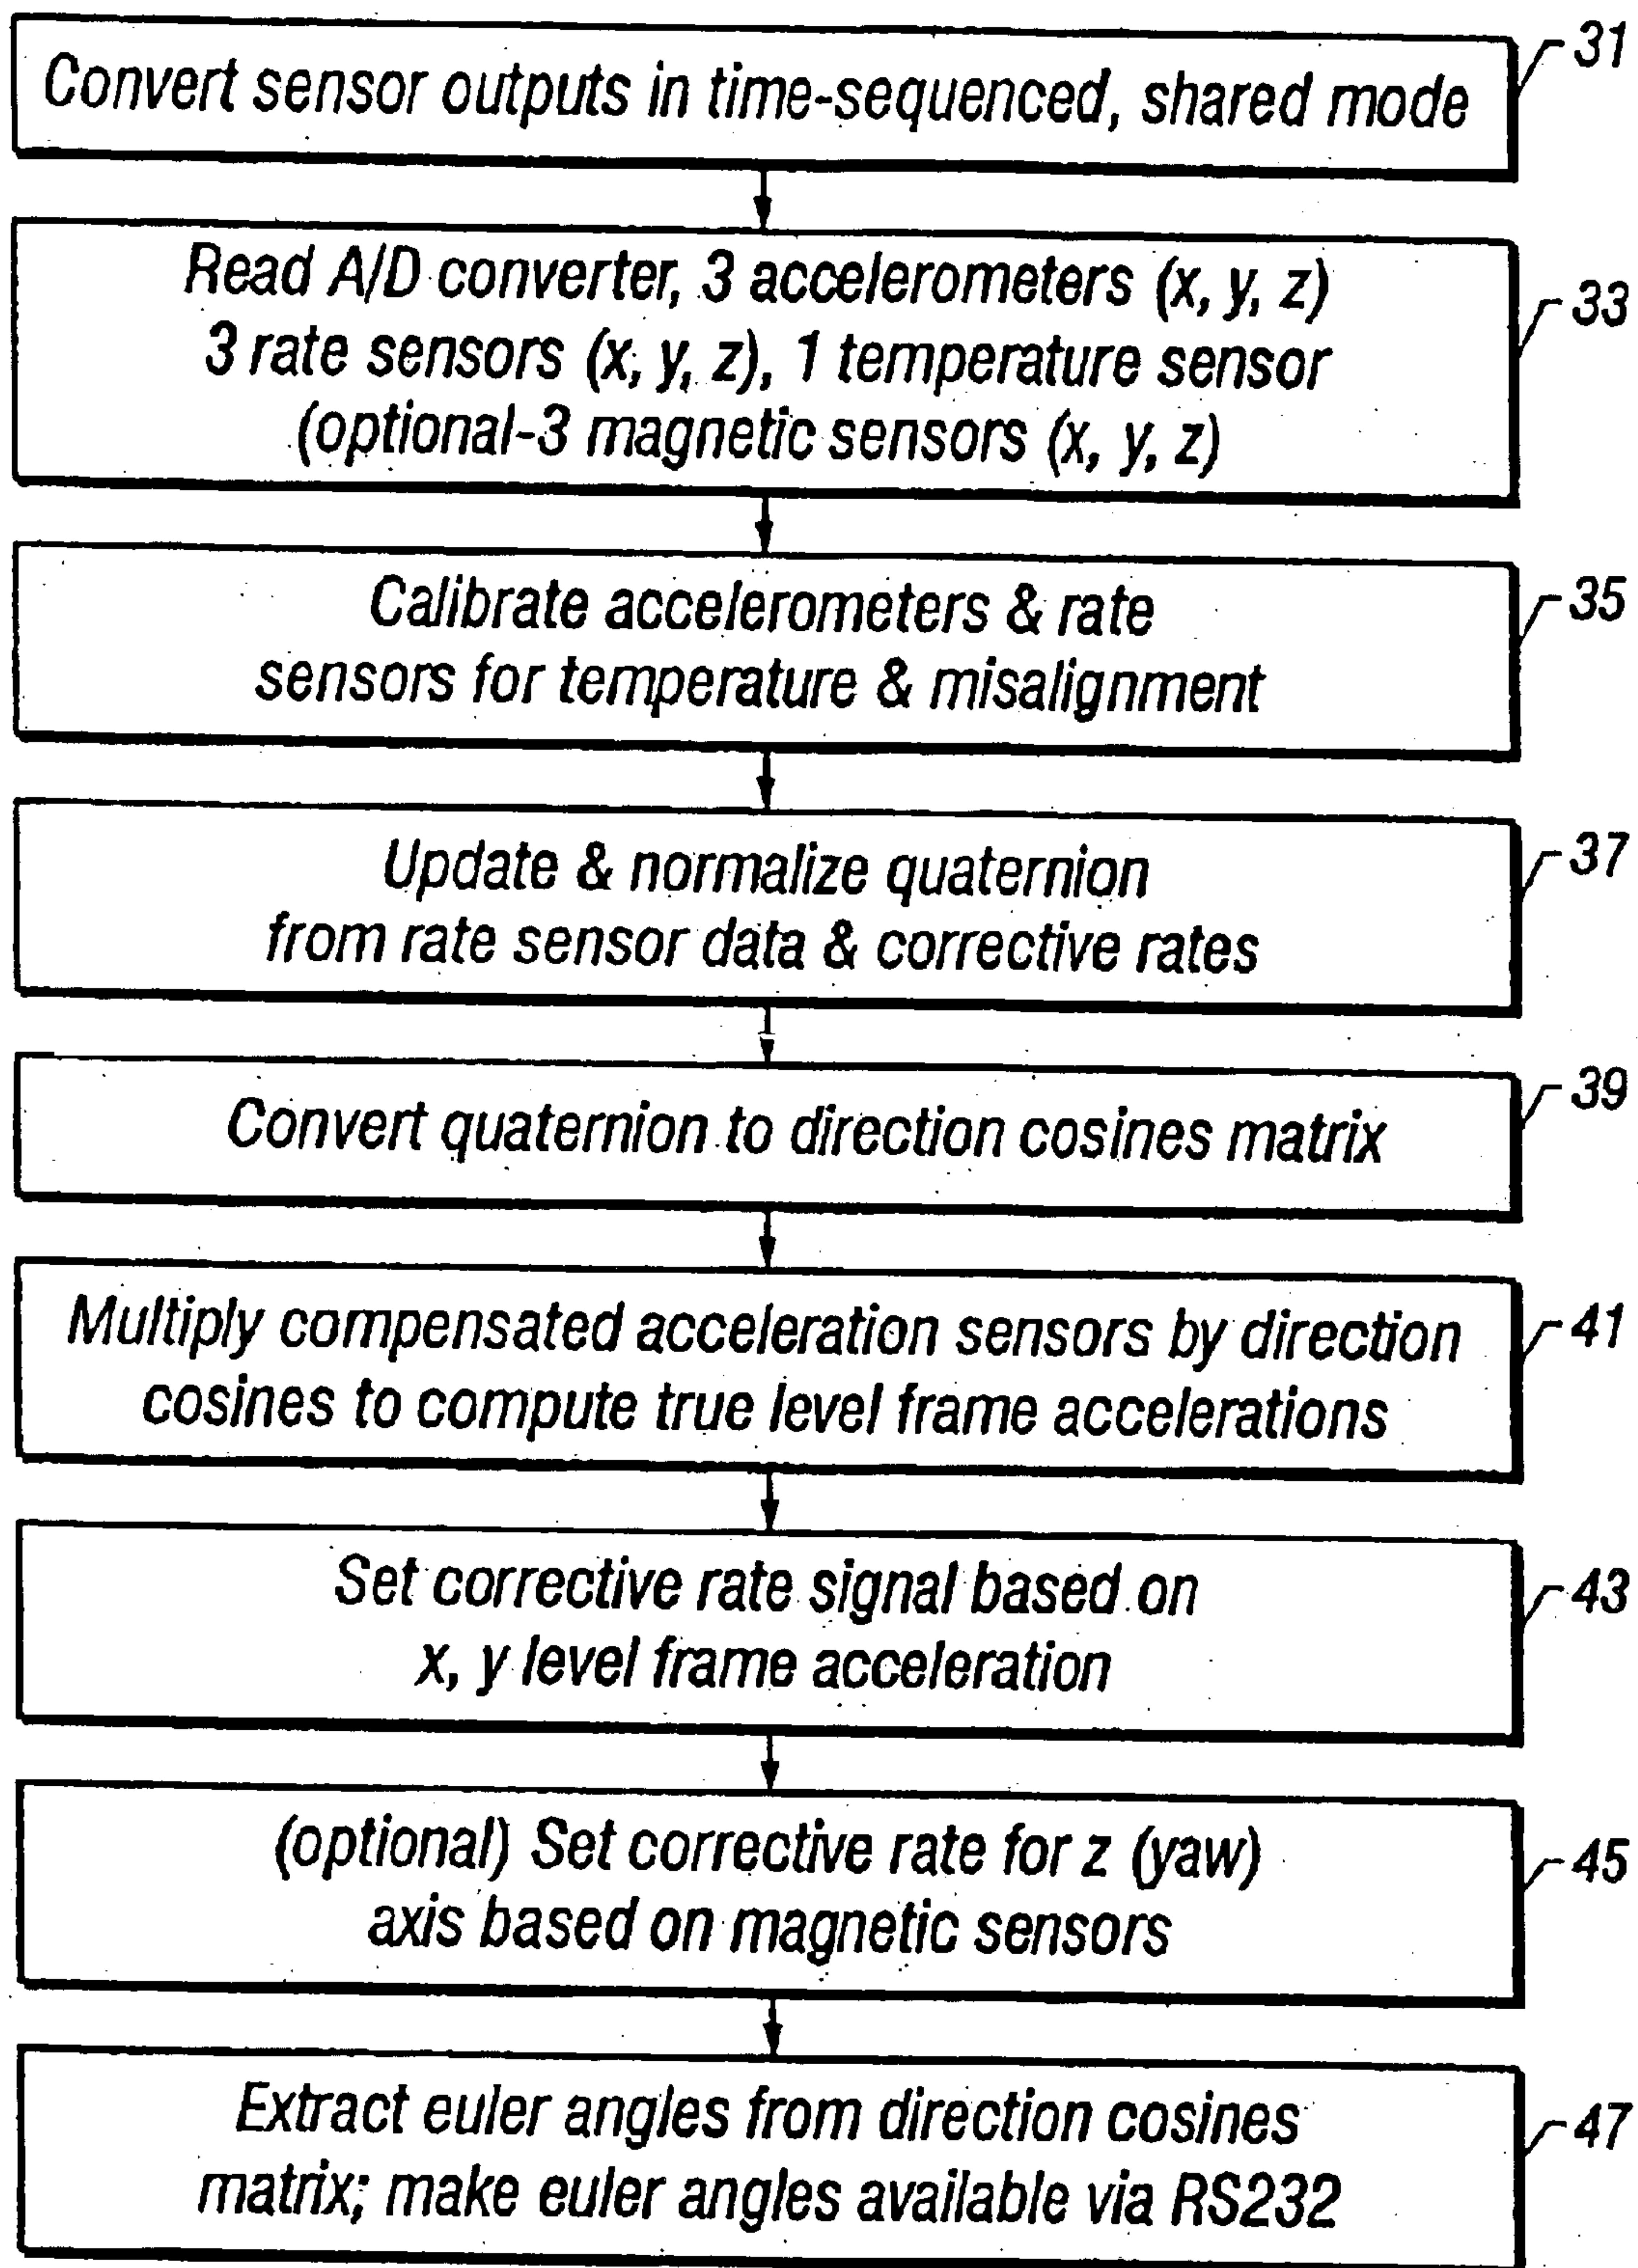 Convert sensor outputs in time-sequenced, shared mode
31
Read A/D converter, 3 accelerometers (x, y, z)
3 rate sensors (x, y, z), 1 temperature sensor
(optional-3 magnetic sensors (x, y, z)
33
Calibrate accelerometers & rate
sensors for temperature & misalignment
35
Update & normalize quaternion
from rate sensor data & corrective rates
37
Convert quaternion to direction cosines matrix
39
Multiply compensated acceleration sensors by direction
cosines to compute true level frame accelerations
41
Set corrective rate signal based on
x, y level frame acceleration
43
(optional) Set corrective rate for z (yaw)
axis based on magnetic sensors
45
Extract euler angles from direction cosines
matrix; make euler angles available via RS232
47